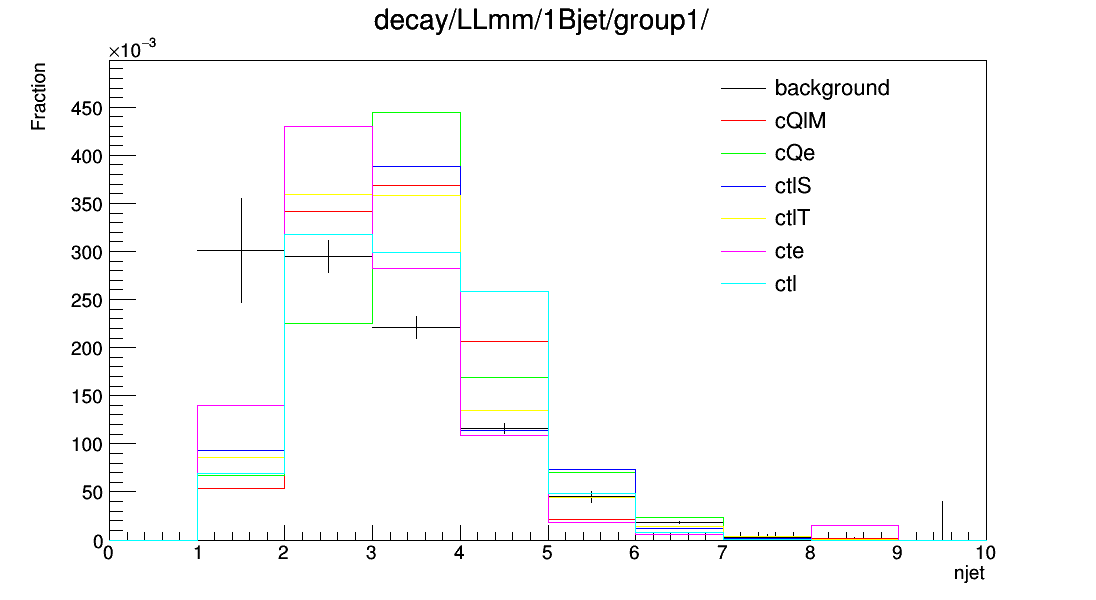 decay/LLmm/1Bjet/group1/
×10⁻³
Fraction
450
400
350
300
250
200
150
100
50
0
0 1 2 3 4 5 6 7 8 9 10
njet
background
cQlM
cQe
ctlS
ctlT
cte
ctl